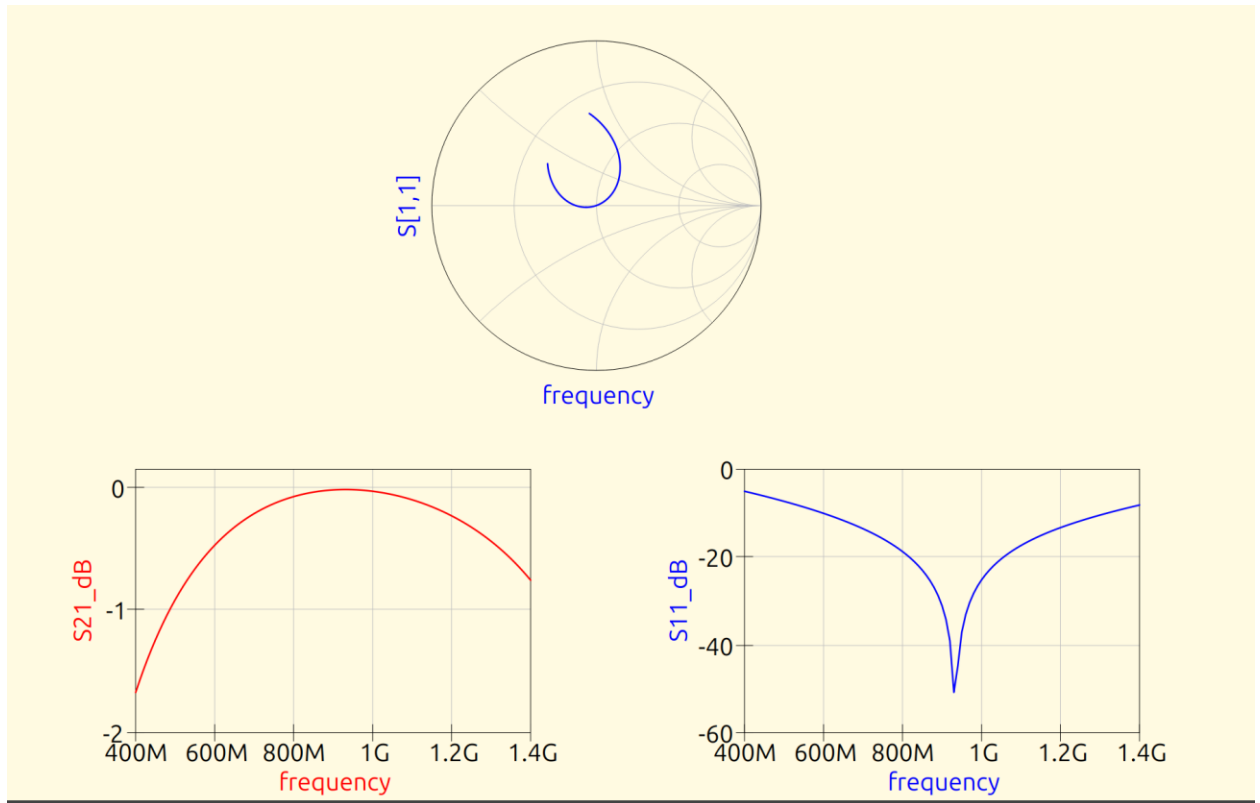 S[1,1]
frequency
0
-1
-2
S21_dB
400M 600M 800M 1G 1.2G 1.4G
frequency
0
-20
-40
-60
S11_dB
400M 600M 800M 1G 1.2G 1.4G
frequency